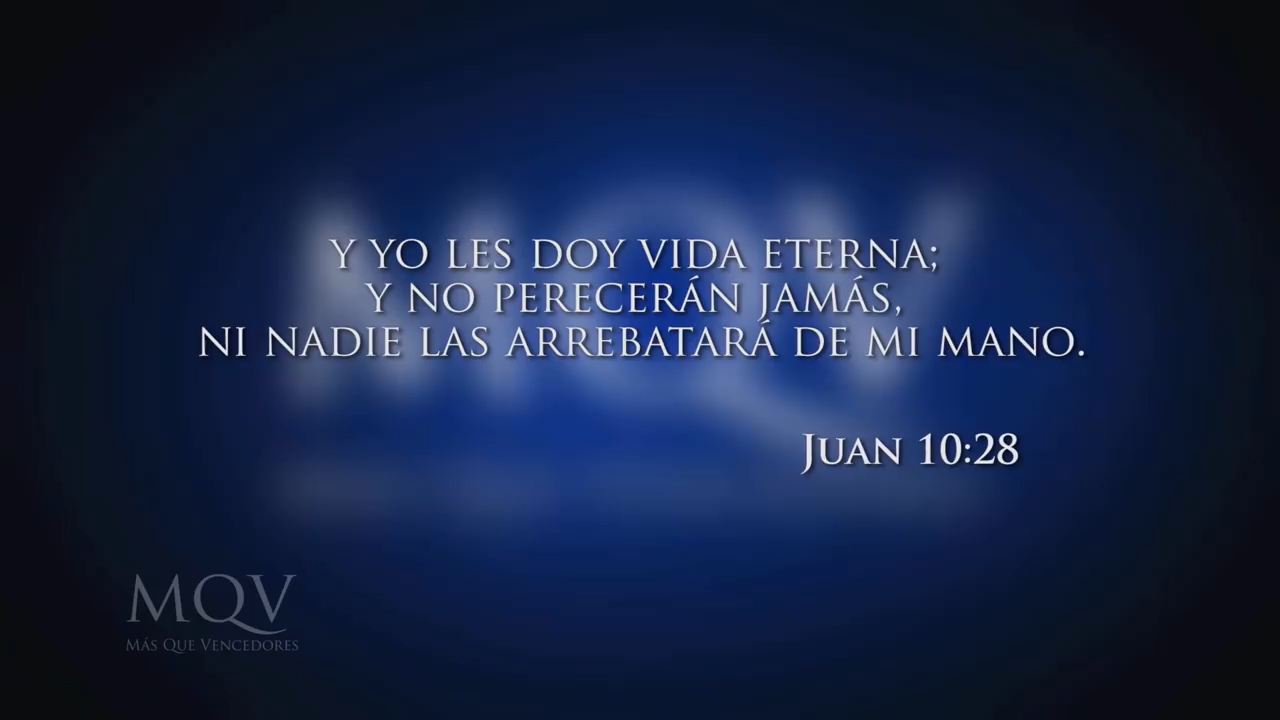 Y YO LES DOY VIDA ETERNA;
Y NO PERECERÁN JAMÁS,
NI NADIE LAS ARREBATARÁ DE MI MANO.
JUAN 10:28
MQV
MÁS QUE VENCEDORES